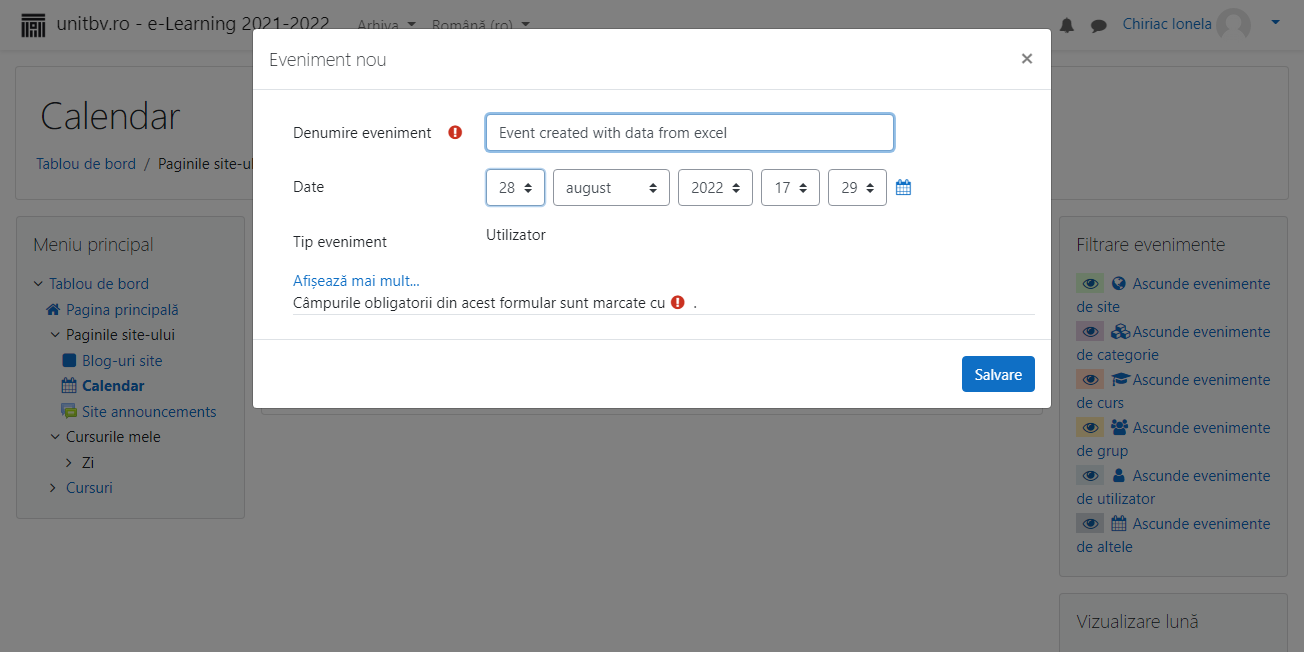 unitbv.ro - e-Learning 2021-2022
Arhiva
Română (ro)
Chiriac Ionela
Calendar
Tablou de bord / Paginile site-ul
Eveniment nou
×
Denumire eveniment
Event created with data from excel
Date
28 august 2022 17 29
Tip eveniment
Utilizator
Afișează mai mult...
Câmpurile obligatorii din acest formular sunt marcate cu .
Salvare
Meniu principal
Tablou de bord
Pagina principală
Paginile site-ului
Blog-uri site
Calendar
Site announcements
Cursurile mele
Zi
Cursuri
Filtrare evenimente
Ascunde evenimente
de site
Ascunde evenimente
de categorie
Ascunde evenimente
de curs
Ascunde evenimente
de grup
Ascunde evenimente
de utilizator
Ascunde evenimente
de altele
Vizualizare lună